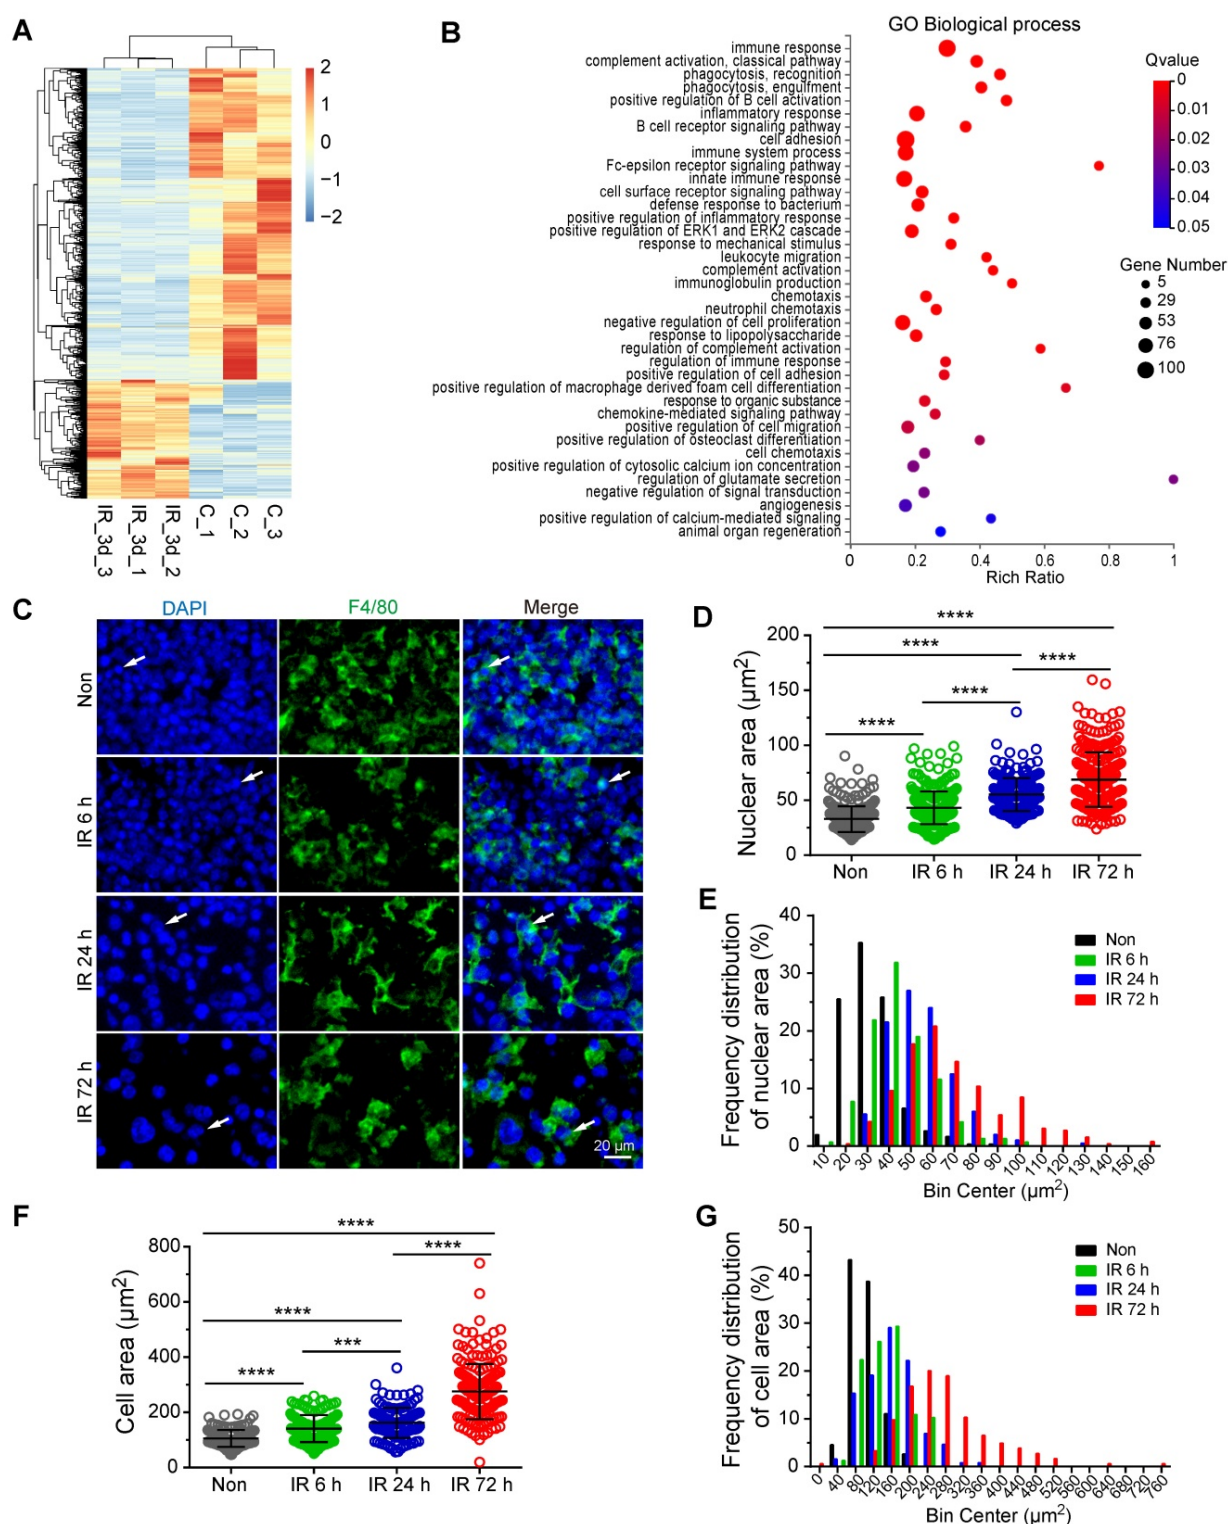 A
2
1
0
−1
−2
IR_3d_3
IR_3d_1
IR_3d_2
C_1
C_2
C_3
B
GO Biological process
immune response
complement activation, classical pathway
phagocytosis, recognition
phagocytosis, engulfment
positive regulation of B cell activation
inflammatory response
B cell receptor signaling pathway
cell adhesion
immune system process
Fc-epsilon receptor signaling pathway
innate immune response
cell surface receptor signaling pathway
defense response to bacterium
positive regulation of inflammatory response
positive regulation of ERK1 and ERK2 cascade
response to mechanical stimulus
leukocyte migration
complement activation
immunoglobulin production
chemotaxis
neutrophil chemotaxis
negative regulation of cell proliferation
response to lipopolysaccharide
regulation of complement activation
regulation of immune response
positive regulation of cell adhesion
positive regulation of macrophage derived foam cell differentiation
response to organic substance
chemokine-mediated signaling pathway
positive regulation of cell migration
positive regulation of osteoclast differentiation
cell chemotaxis
positive regulation of cytosolic calcium ion concentration
regulation of glutamate secretion
negative regulation of signal transduction
angiogenesis
positive regulation of calcium-mediated signaling
animal organ regeneration
0 0.2 0.4 0.6 0.8 1
Rich Ratio
Qvalue
0
0.01
0.02
0.03
0.04
0.05
Gene Number
5
29
53
76
100
C
DAPI F4/80 Merge
Non
IR 6 h
IR 24 h
IR 72 h
20 µm
D
Nuclear area (µm²)
200
150
100
50
0
****
****
****
****
****
Non IR 6 h IR 24 h IR 72 h
E
Frequency distribution
of nuclear area (%)
40
30
20
10
0
Non
IR 6 h
IR 24 h
IR 72 h
10 20 30 40 50 60 70 80 90 100 110 120 130 140 150 160
Bin Center (µm²)
F
Cell area (µm²)
800
600
400
200
0
****
****
****
***
****
Non IR 6 h IR 24 h IR 72 h
G
Frequency distribution
of cell area (%)
50
40
30
20
10
0
Non
IR 6 h
IR 24 h
IR 72 h
0 40 80 120 160 200 240 280 320 360 400 440 480 520 560 600 640 680 720 760
Bin Center (µm²)